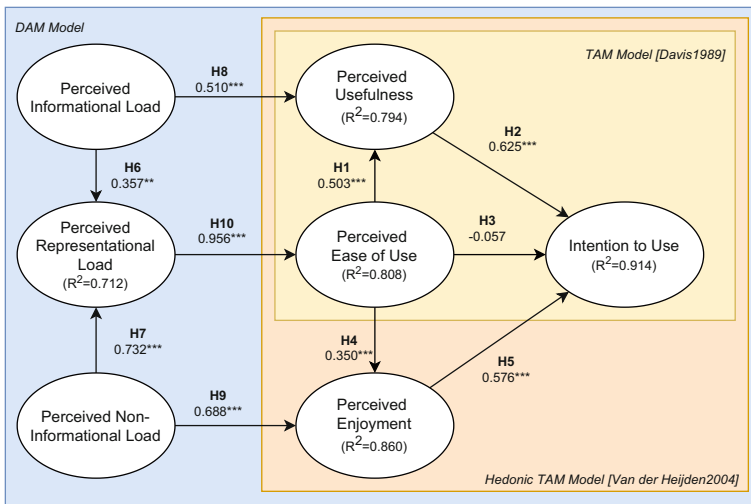 DAM Model
TAM Model [Davis1989]
Perceived
Informational Load
H8
0.510***
Perceived
Usefulness
(R²=0.794)
H2
0.625***
H6
0.357**
H1
0.503***
Perceived
Representational
Load
(R²=0.712)
H10
0.956***
Perceived
Ease of Use
(R²=0.808)
H3
-0.057
Intention to Use
(R²=0.914)
H7
0.732***
H4
0.350***
H5
0.576***
Perceived Non-
Informational Load
H9
0.688***
Perceived
Enjoyment
(R²=0.860)
Hedonic TAM Model [Van der Heijden2004]